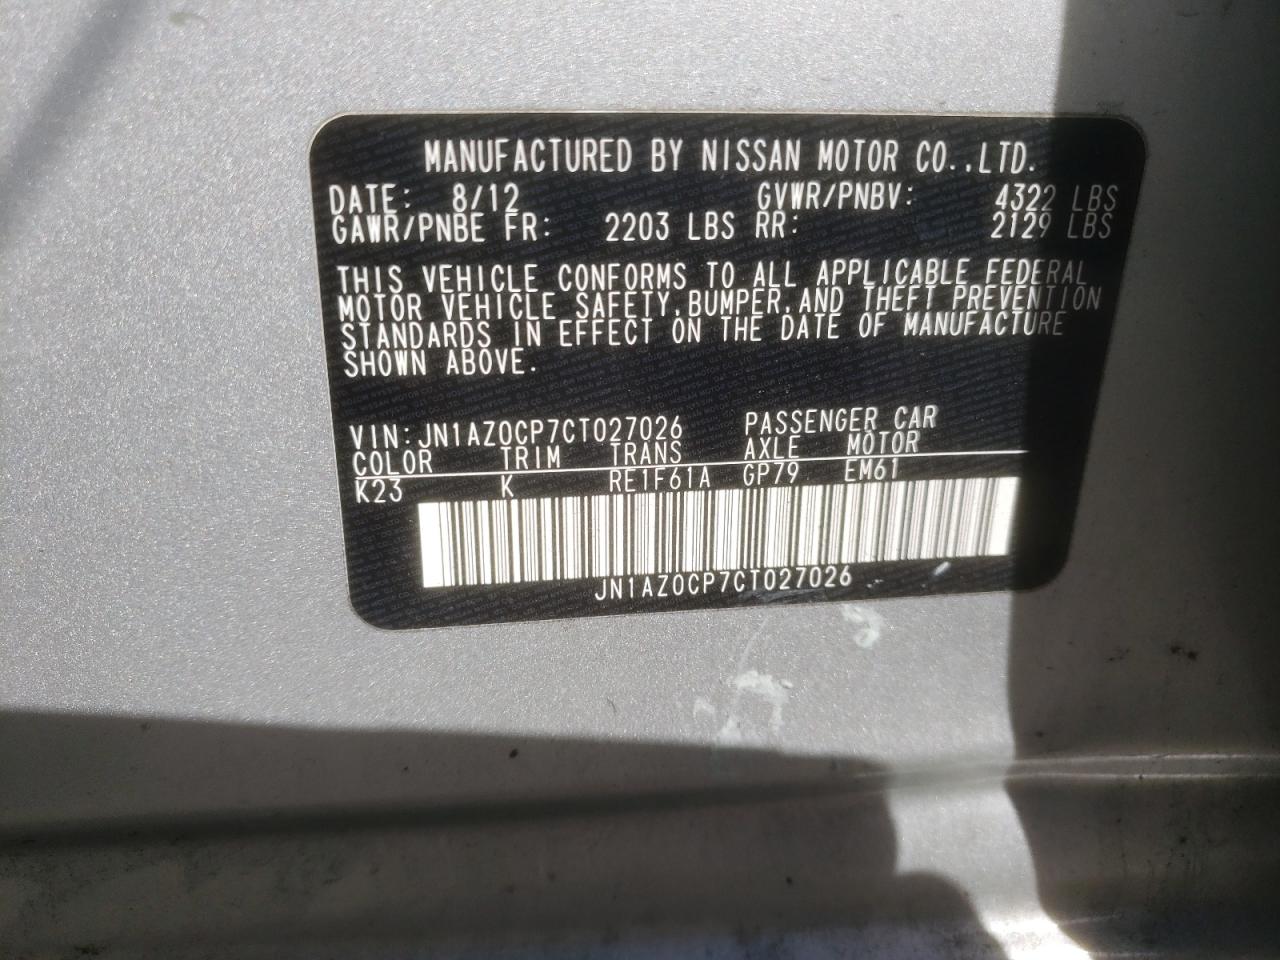 MANUFACTURED BY NISSAN MOTOR CO.,LTD.
DATE: 8/12 GVWR/PNBV: 4322 LBS
GAWR/PNBE FR: 2203 LBS RR: 2129 LBS
THIS VEHICLE CONFORMS TO ALL APPLICABLE FEDERAL
MOTOR VEHICLE SAFETY,BUMPER,AND THEFT PREVENTION
STANDARDS IN EFFECT ON THE DATE OF MANUFACTURE
SHOWN ABOVE.
VIN:JN1AZ0CP7CT027026 PASSENGER CAR
COLOR TRIM TRANS AXLE MOTOR
K23 K RE1F61A GP79 EM61
JN1AZ0CP7CT027026